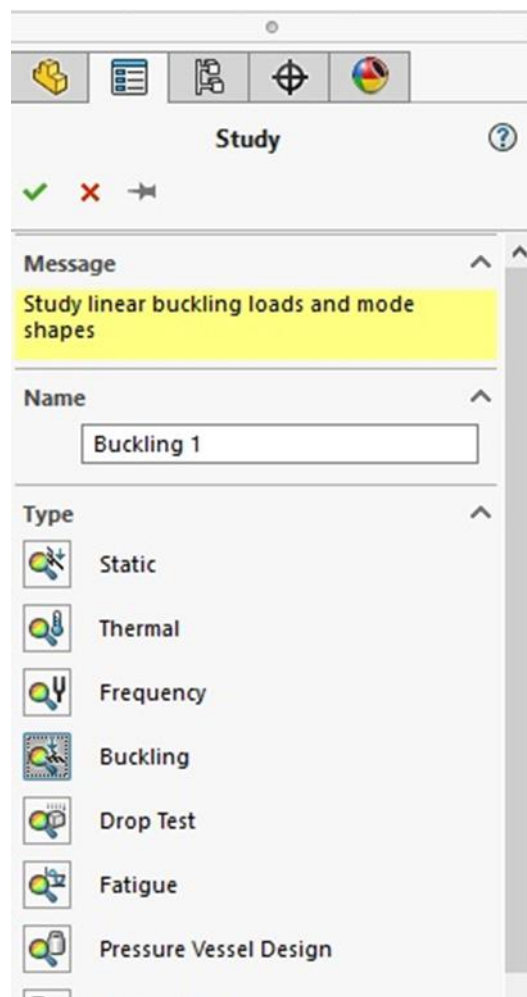 Study
Message
Study linear buckling loads and mode
shapes
Name
Buckling 1
Type
Static
Thermal
Frequency
Buckling
Drop Test
Fatigue
Pressure Vessel Design